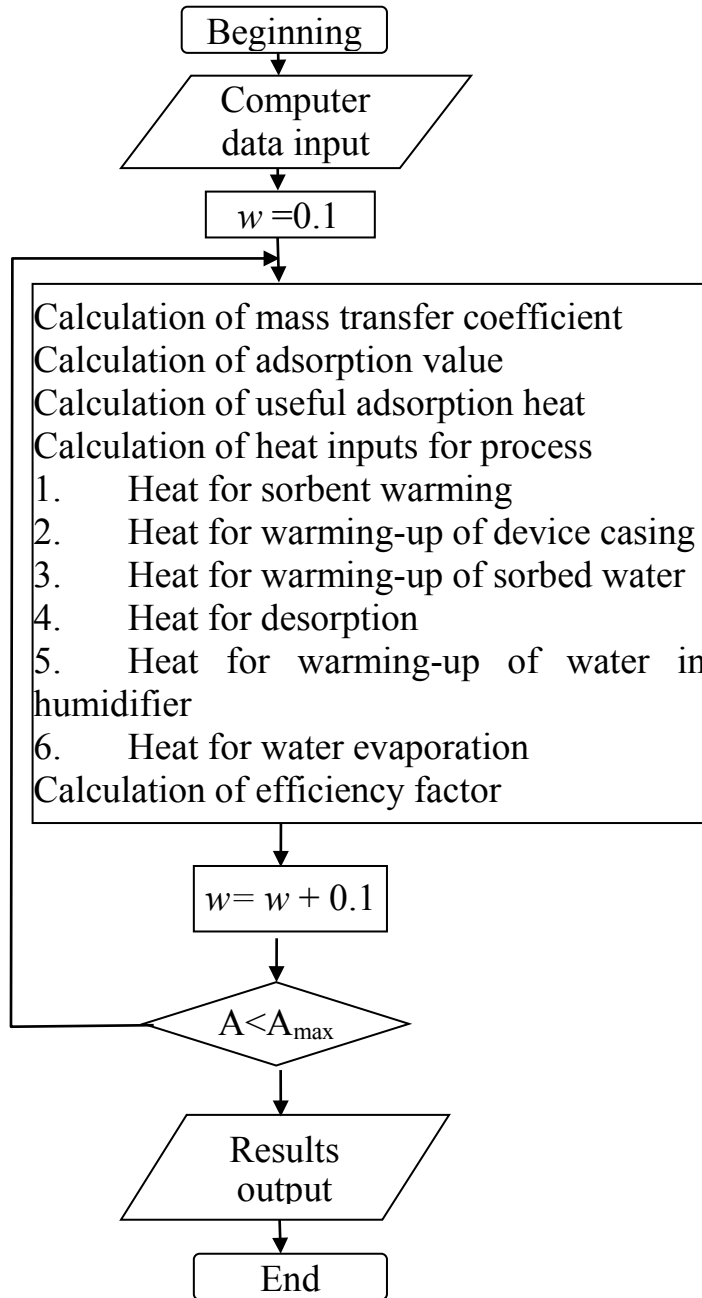 Beginning
Computer
data input
w =0.1
Calculation of mass transfer coefficient
Calculation of adsorption value
Calculation of useful adsorption heat
Calculation of heat inputs for process
1. Heat for sorbent warming
2. Heat for warming-up of device casing
3. Heat for warming-up of sorbed water
4. Heat for desorption
5. Heat for warming-up of water in
humidifier
6. Heat for water evaporation
Calculation of efficiency factor
w= w + 0.1
A<Amax
Results
output
End